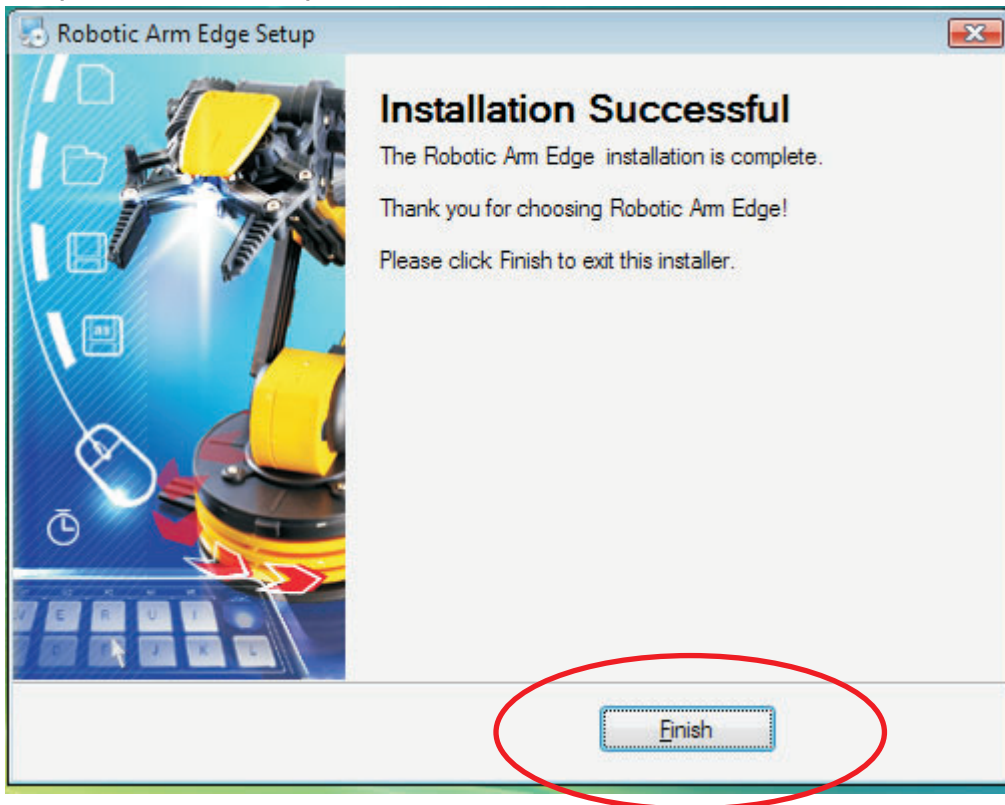 Robotic Arm Edge Setup
Installation Successful
The Robotic Arm Edge  installation is complete.
Thank you for choosing Robotic Arm Edge!
Please click Finish to exit this installer.
E R U I
J K L
Finish